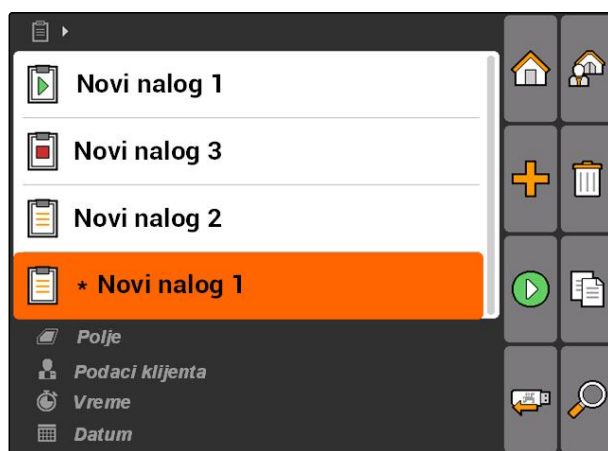 Novi nalog 1
Novi nalog 3
Novi nalog 2
* Novi nalog 1
Polje
Podaci klijenta
Vreme
Datum